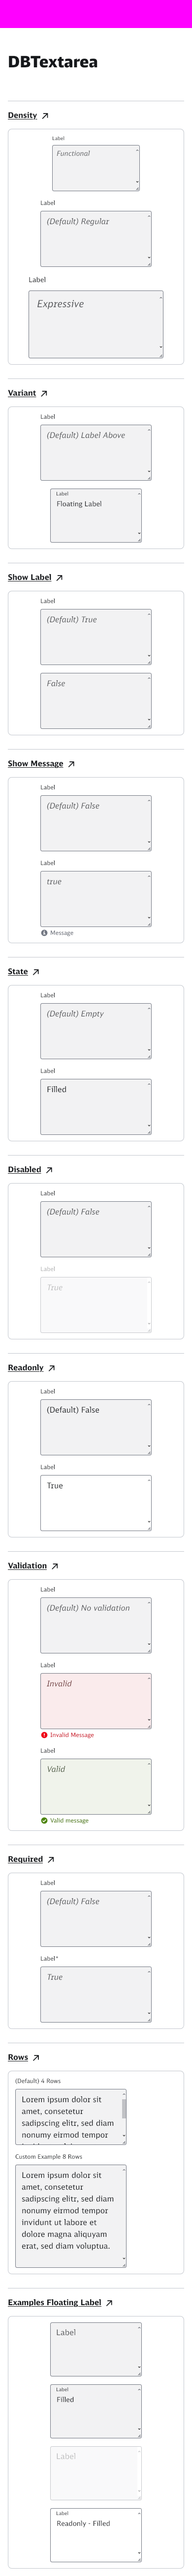 DBTextarea
Density
Label
Functional
Label
(Default) Regular
Label
Expressive
Variant
Label
(Default) Label Above
Label
Floating Label
Show Label
Label
(Default) True
False
Show Message
Label
(Default) False
Label
true
Message
State
Label
(Default) Empty
Label
Filled
Disabled
Label
(Default) False
Label
True
Readonly
Label
(Default) False
Label
True
Validation
Label
(Default) No validation
Label
Invalid
Invalid Message
Label
Valid
Valid message
Required
Label
(Default) False
Label*
True
Rows
(Default) 4 Rows
Lorem ipsum dolor sit
amet, consetetur
sadipscing elitr, sed diam
nonumy eirmod tempor
Custom Example 8 Rows
Lorem ipsum dolor sit
amet, consetetur
sadipscing elitr, sed diam
nonumy eirmod tempor
invidunt ut labore et
dolore magna aliquyam
erat, sed diam voluptua.
Examples Floating Label
Label
Label
Filled
Label
Label
Readonly - Filled